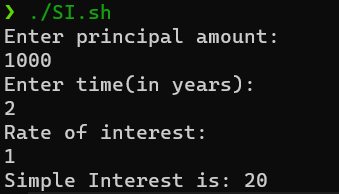 ❯ ./SI.sh
Enter principal amount:
1000
Enter time(in years):
2
Rate of interest:
1
Simple Interest is: 20